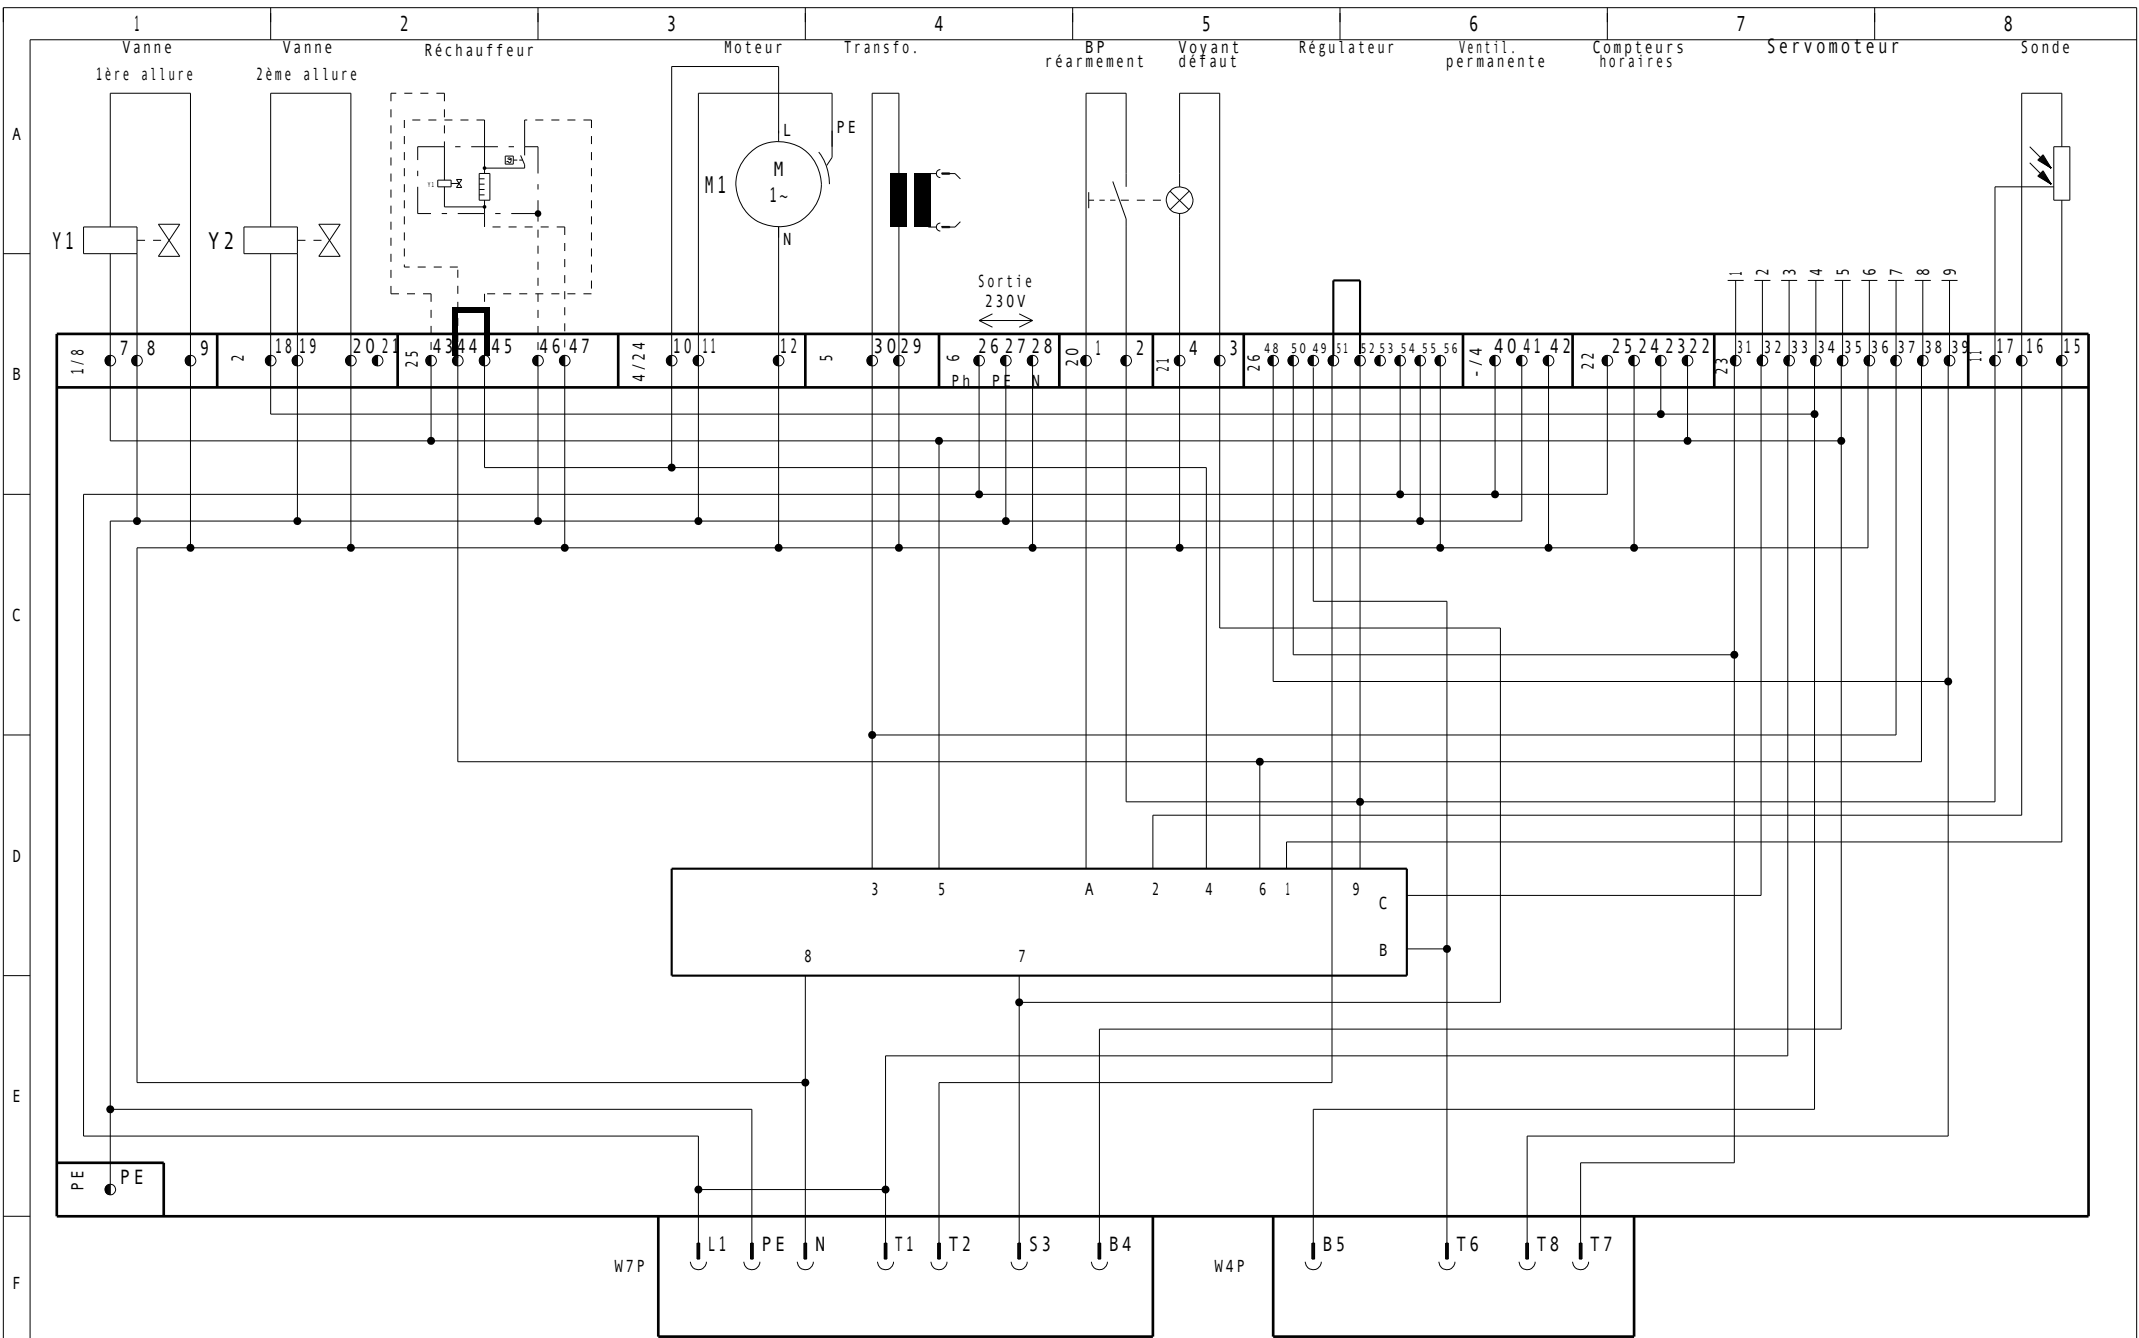 1 2 3 4 5 6 7 8
Vanne Vanne Réchauffeur Moteur Transfo. BP Voyant Régulateur Ventil. Compteurs Servomoteur Sonde
1ère allure 2ème allure réarmement défaut permanente horaires
A
L PE
M
M1 1~
Y1
Y1 Y2
N
Sortie
230V
1 2 3 4 5 6 7 8 9
B
1/8 7 8 9 2 18 19 20 21 25 43 44 45 46 47 4/24 10 11 12 5 30 29 6 26 27 28 20 1 2 21 4 3 26 48 50 49 51 52 53 54 55 56 -/4 40 41 42 22 25 24 23 22 23 31 32 33 34 35 36 37 38 39 11 17 16 15
Ph PE N
C
D
3 5 A 2 4 6 1 9
C
B
8 7
E
PE PE
F
W7P L1 PE N T1 T2 S3 B4
W4P B5 T6 T8 T7